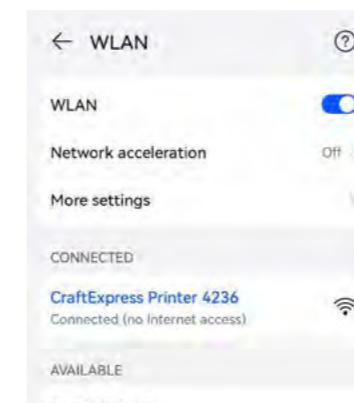 WLAN
WLAN
Network acceleration
Off
More settings
CONNECTED
CraftExpress Printer 4236
Connected (no Internet access)
AVAILABLE